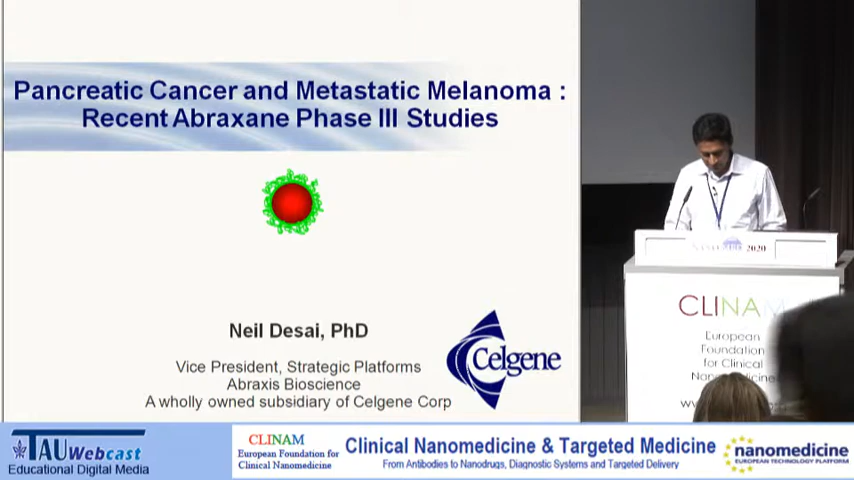 Pancreatic Cancer and Metastatic Melanoma :
Recent Abraxane Phase III Studies
Neil Desai, PhD
Vice President, Strategic Platforms
Abraxis Bioscience
A wholly owned subsidiary of Celgene Corp
Celgene
2020
CLINAM
European
Foundation
for Clinical
TAU Webcast
Educational Digital Media
CLINAM
European Foundation for
Clinical Nanomedicine
Clinical Nanomedicine & Targeted Medicine
From Antibodies to Nanodrugs, Diagnostic Systems and Targeted Delivery
nanomedicine
EUROPEAN TECHNOLOGY PLATFORM